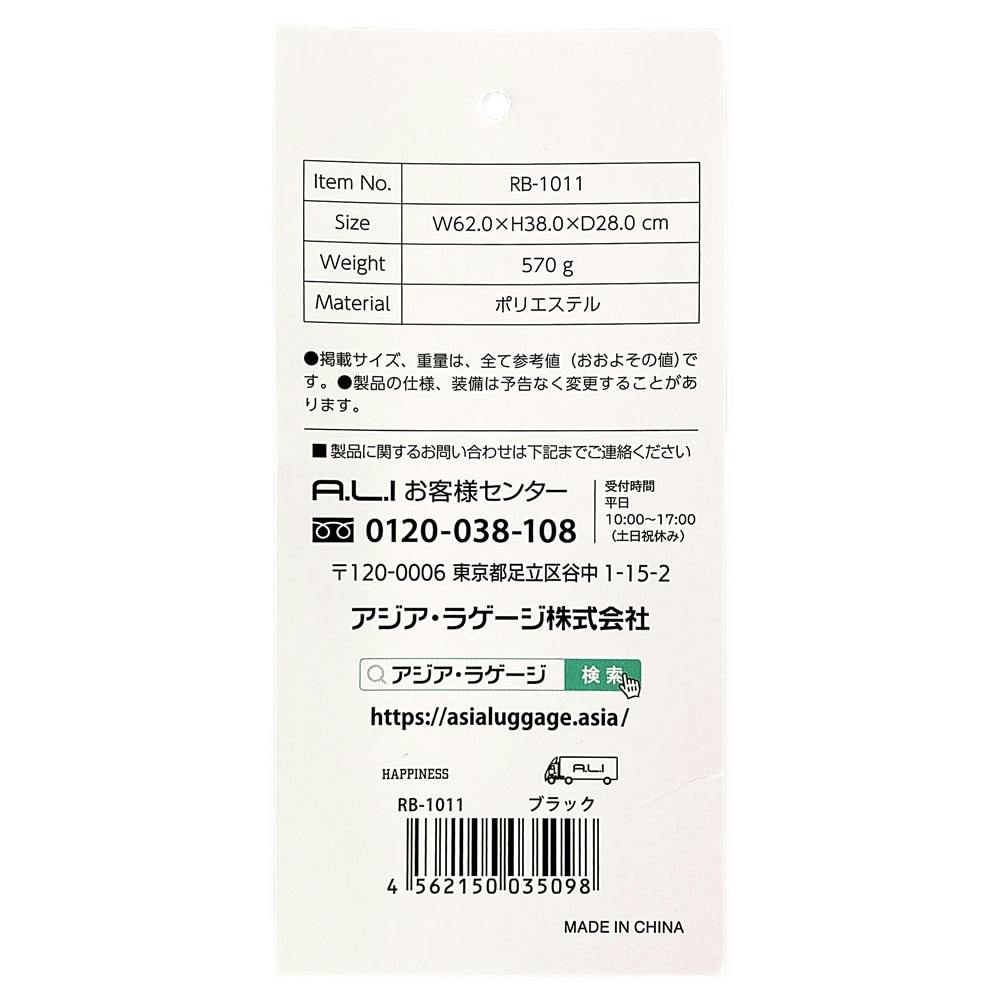 Item No. RB-1011
Size W62.0×H38.0×D28.0 cm
Weight 570 g
Material ポリエステル
●掲載サイズ、重量は、全て参考値（おおよその値）で
す。●製品の仕様、装備は予告なく変更することがあ
ります。
■製品に関するお問い合わせは下記までご連絡ください
A.L.I お客様センター
0120-038-108
受付時間
平日
10:00～17:00
（土日祝休み）
〒120-0006 東京都足立区谷中 1-15-2
アジア・ラゲージ株式会社
アジア・ラゲージ 検索
https://asialuggage.asia/
HAPPINESS A.L.I
RB-1011 ブラック
4 562150 035098
MADE IN CHINA